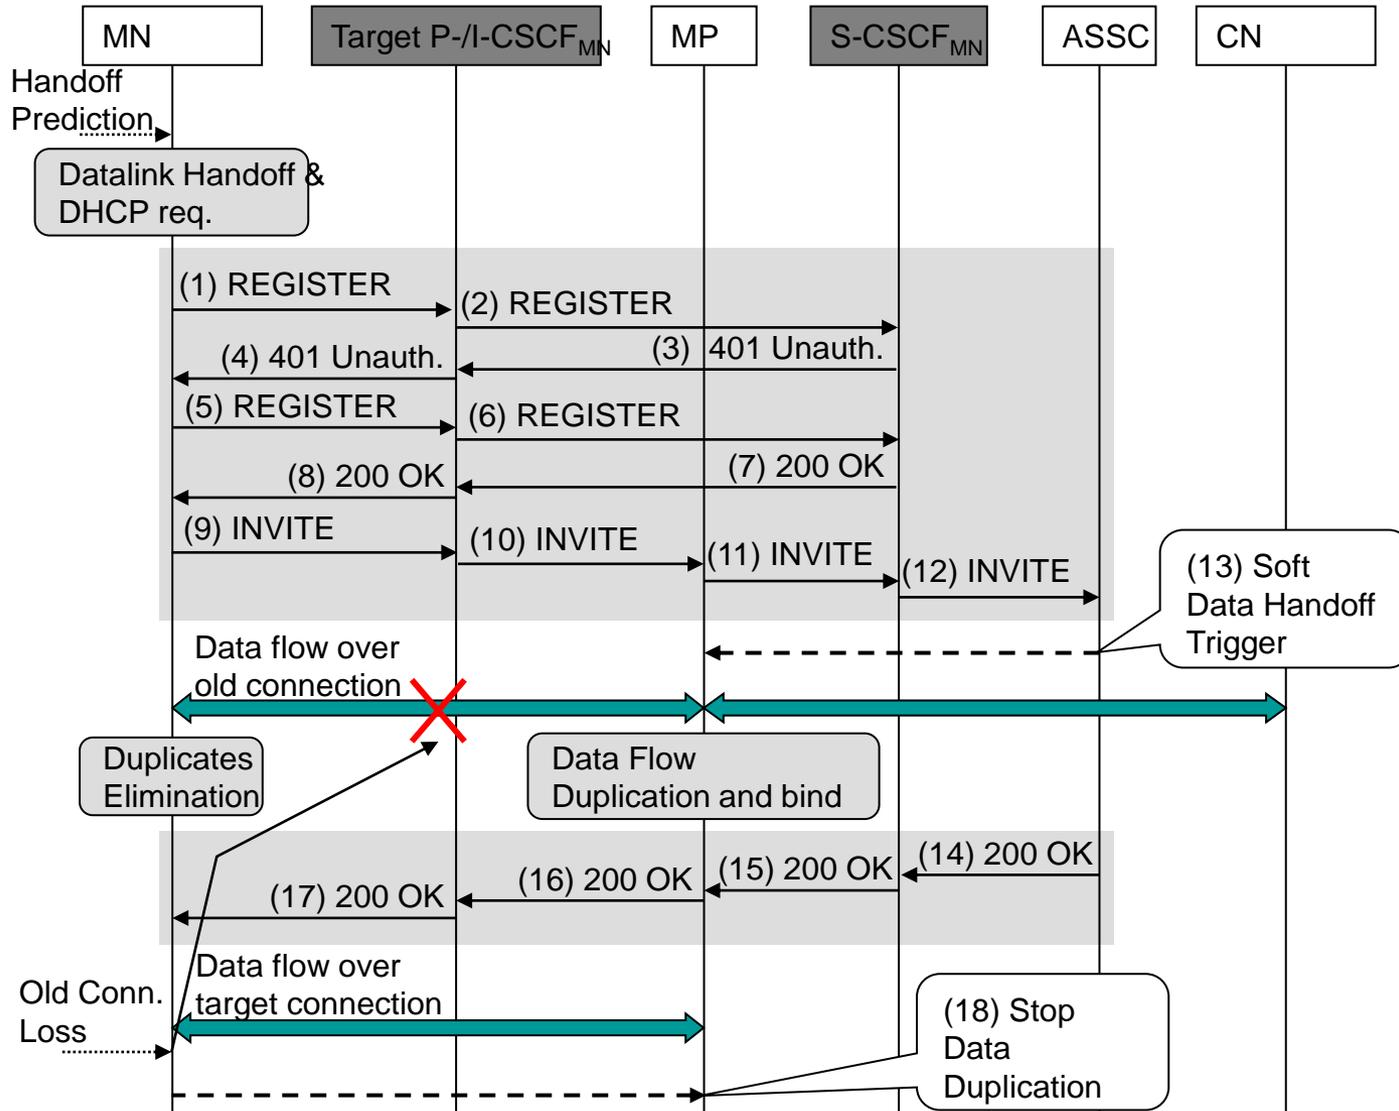 MN
Target P-/I-CSCFMN
MP
S-CSCFMN
ASSC
CN
Handoff
Prediction
Datalink Handoff &
DHCP req.
(1) REGISTER
(2) REGISTER
(3) 401 Unauth.
(4) 401 Unauth.
(5) REGISTER
(6) REGISTER
(7) 200 OK
(8) 200 OK
(9) INVITE
(10) INVITE
(11) INVITE
(12) INVITE
(13) Soft
Data Handoff
Trigger
Data flow over
old connection
Duplicates
Elimination
Data Flow
Duplication and bind
(14) 200 OK
(15) 200 OK
(16) 200 OK
(17) 200 OK
Data flow over
target connection
Old Conn.
Loss
(18) Stop
Data
Duplication